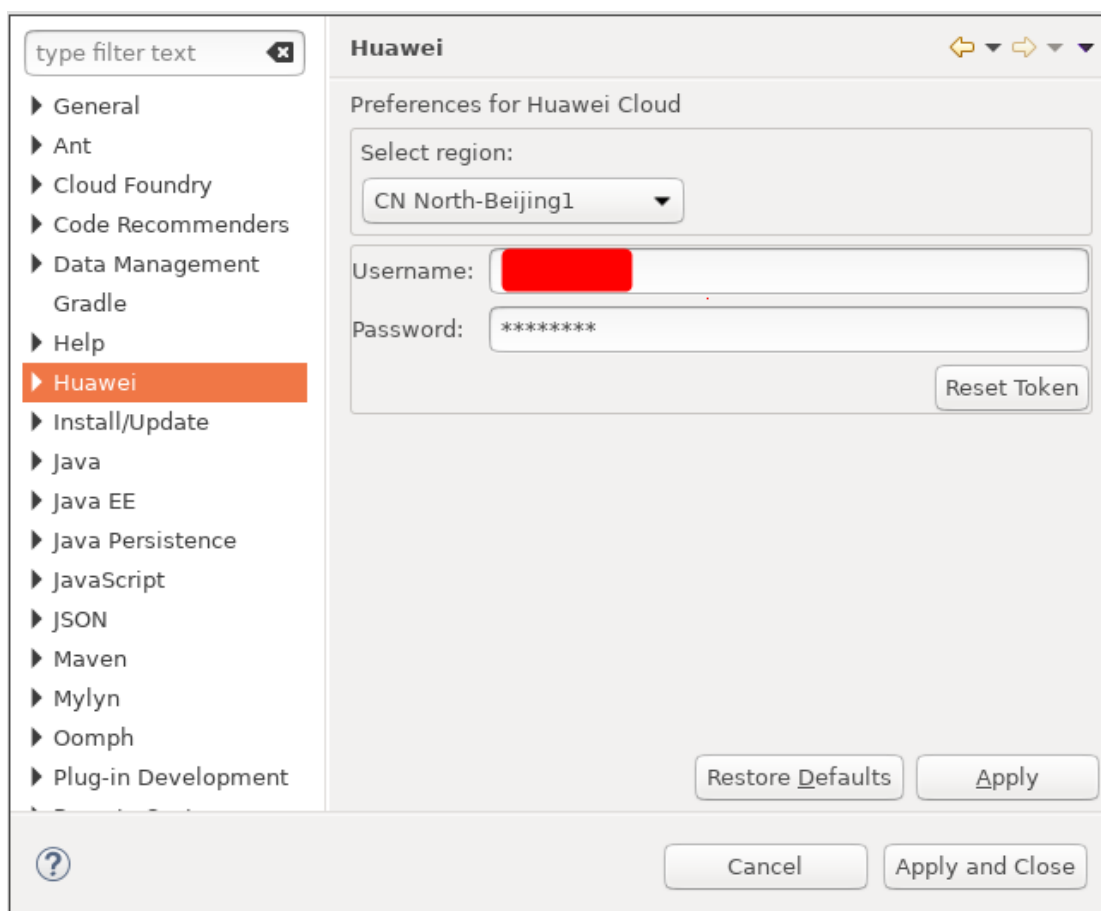 type filter text
General
Ant
Cloud Foundry
Code Recommenders
Data Management
Gradle
Help
Huawei
Install/Update
Java
Java EE
Java Persistence
JavaScript
JSON
Maven
Mylyn
Oomph
Plug-in Development
Huawei
Preferences for Huawei Cloud
Select region:
CN North-Beijing1
Username:
Password: ********
Reset Token
Restore Defaults Apply
? Cancel Apply and Close